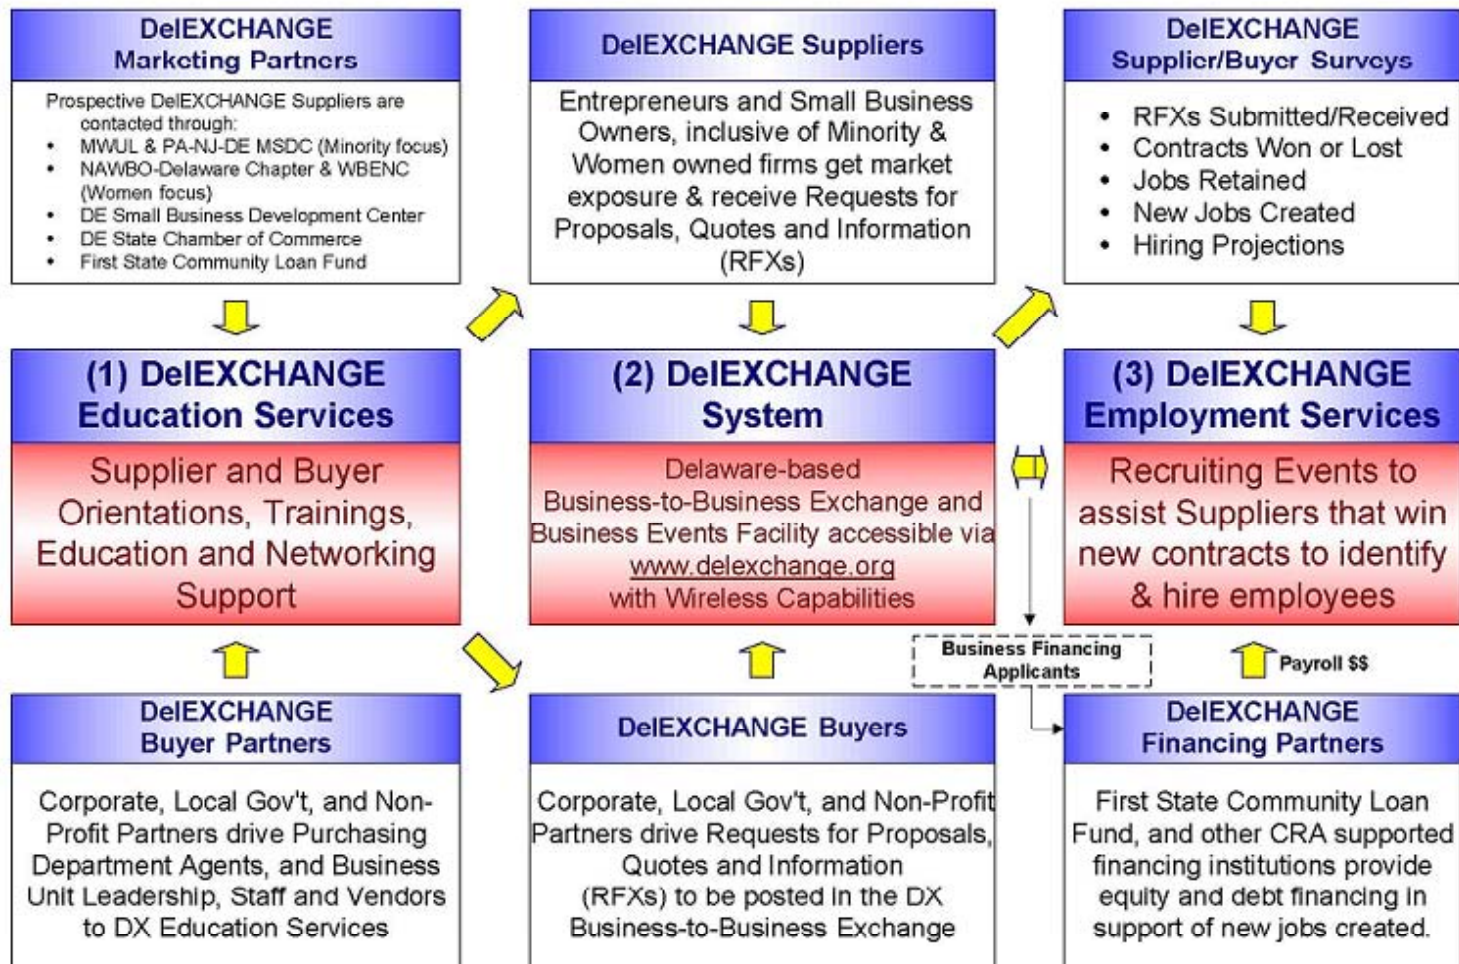 DelEXCHANGE
Marketing Partners
Prospective DelEXCHANGE Suppliers are
contacted through:
• MWUL & PA-NJ-DE MSDC (Minority focus)
• NAWBO-Delaware Chapter & WBENC
(Women focus)
• DE Small Business Development Center
• DE State Chamber of Commerce
• First State Community Loan Fund
DelEXCHANGE Suppliers
Entrepreneurs and Small Business
Owners, inclusive of Minority &
Women owned firms get market
exposure & receive Requests for
Proposals, Quotes and Information
(RFXs)
DelEXCHANGE
Supplier/Buyer Surveys
• RFXs Submitted/Received
• Contracts Won or Lost
• Jobs Retained
• New Jobs Created
• Hiring Projections
(1) DelEXCHANGE
Education Services
Supplier and Buyer
Orientations, Trainings,
Education and Networking
Support
(2) DelEXCHANGE
System
Delaware-based
Business-to-Business Exchange and
Business Events Facility accessible via
www.delexchange.org
with Wireless Capabilities
(3) DelEXCHANGE
Employment Services
Recruiting Events to
assist Suppliers that win
new contracts to identify
& hire employees
Business Financing
Applicants
Payroll $$
DelEXCHANGE
Buyer Partners
Corporate, Local Gov't, and Non-
Profit Partners drive Purchasing
Department Agents, and Business
Unit Leadership, Staff and Vendors
to DX Education Services
DelEXCHANGE Buyers
Corporate, Local Gov't, and Non-Profit
Partners drive Requests for Proposals,
Quotes and Information
(RFXs) to be posted in the DX
Business-to-Business Exchange
DelEXCHANGE
Financing Partners
First State Community Loan
Fund, and other CRA supported
financing institutions provide
equity and debt financing in
support of new jobs created.